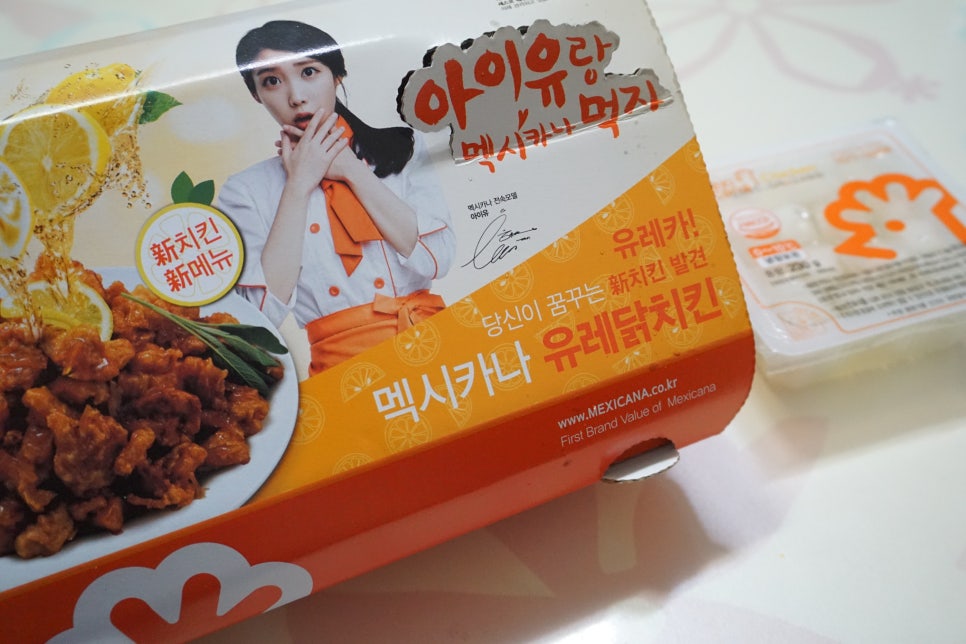 아이유랑
멕시카나 먹지
멕시카나 전속모델
아이유
新치킨
新메뉴
유레카!
당신이 꿈꾸는 新치킨 발견
멕시카나 유레닭치킨
www.MEXICANA.co.kr
First Brand Value of Mexicana